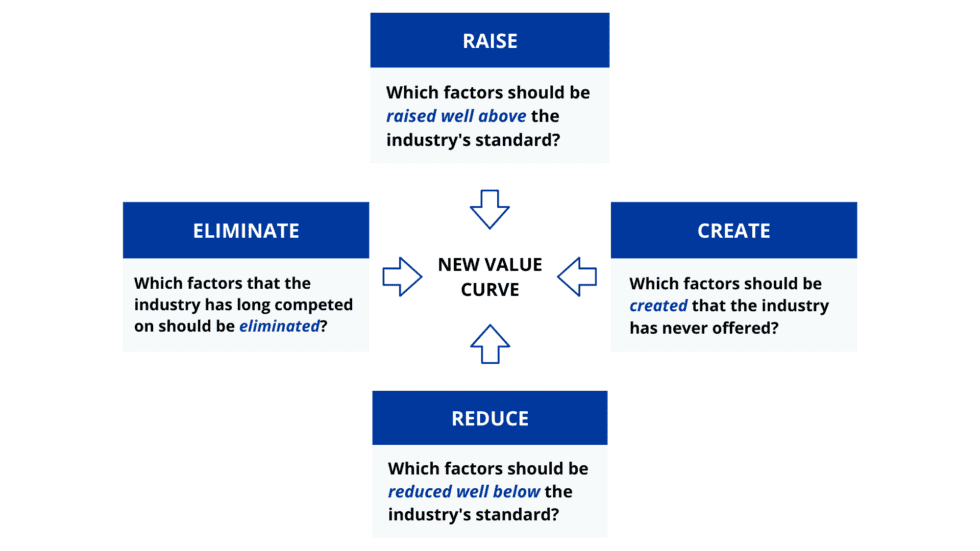 RAISE
Which factors should be
raised well above the
industry's standard?
ELIMINATE
Which factors that the
industry has long competed
on should be eliminated?
NEW VALUE
CURVE
CREATE
Which factors should be
created that the industry
has never offered?
REDUCE
Which factors should be
reduced well below the
industry's standard?